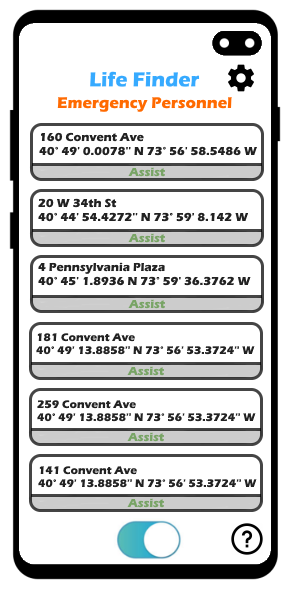 Life Finder
Emergency Personnel
160 Convent Ave
40° 49' 0.0078" N 73° 56' 58.5486 W
Assist
20 W 34th St
40° 44' 54.4272" N 73° 59' 8.142 W
Assist
4 Pennsylvania Plaza
40° 45' 1.8936 N 73° 59' 36.3762 W
Assist
181 Convent Ave
40° 49' 13.8858" N 73° 56' 53.3724" W
Assist
259 Convent Ave
40° 49' 13.8858" N 73° 56' 53.3724" W
Assist
141 Convent Ave
40° 49' 13.8858" N 73° 56' 53.3724" W
Assist
?